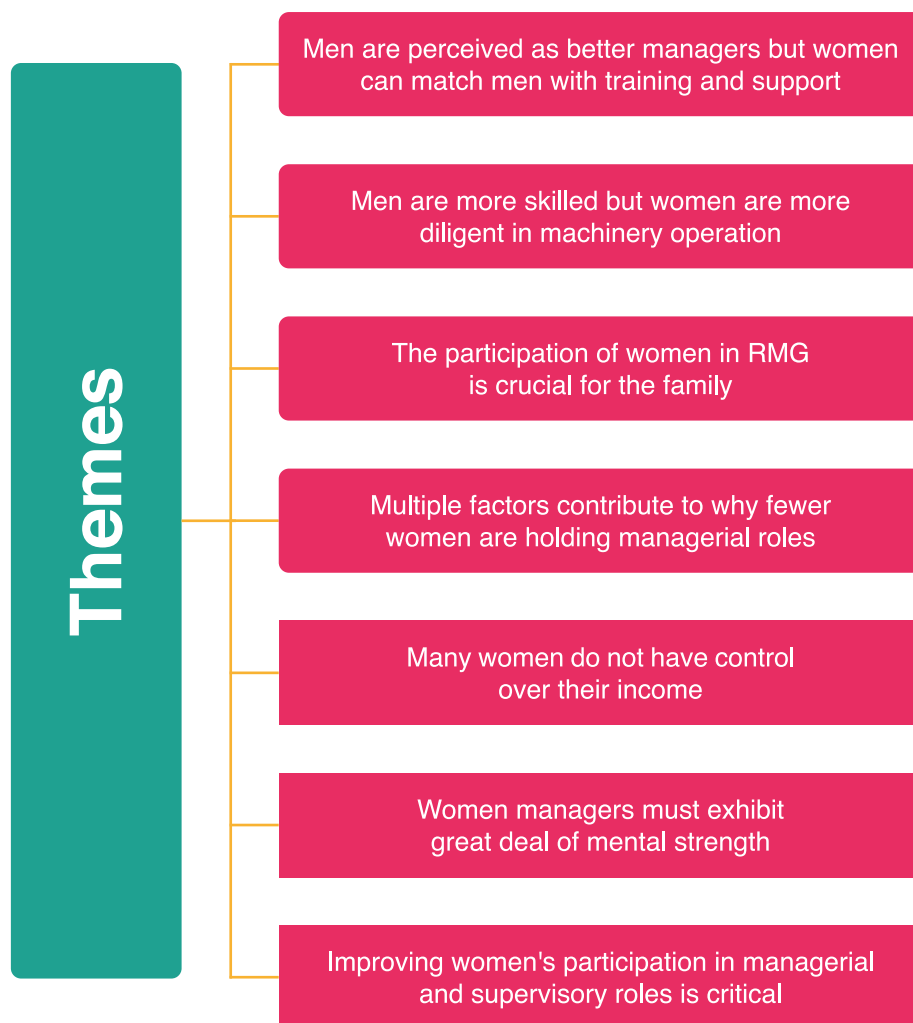 Themes
Men are perceived as better managers but women
can match men with training and support
Men are more skilled but women are more
diligent in machinery operation
The participation of women in RMG
is crucial for the family
Multiple factors contribute to why fewer
women are holding managerial roles
Many women do not have control
over their income
Women managers must exhibit
great deal of mental strength
Improving women's participation in managerial
and supervisory roles is critical